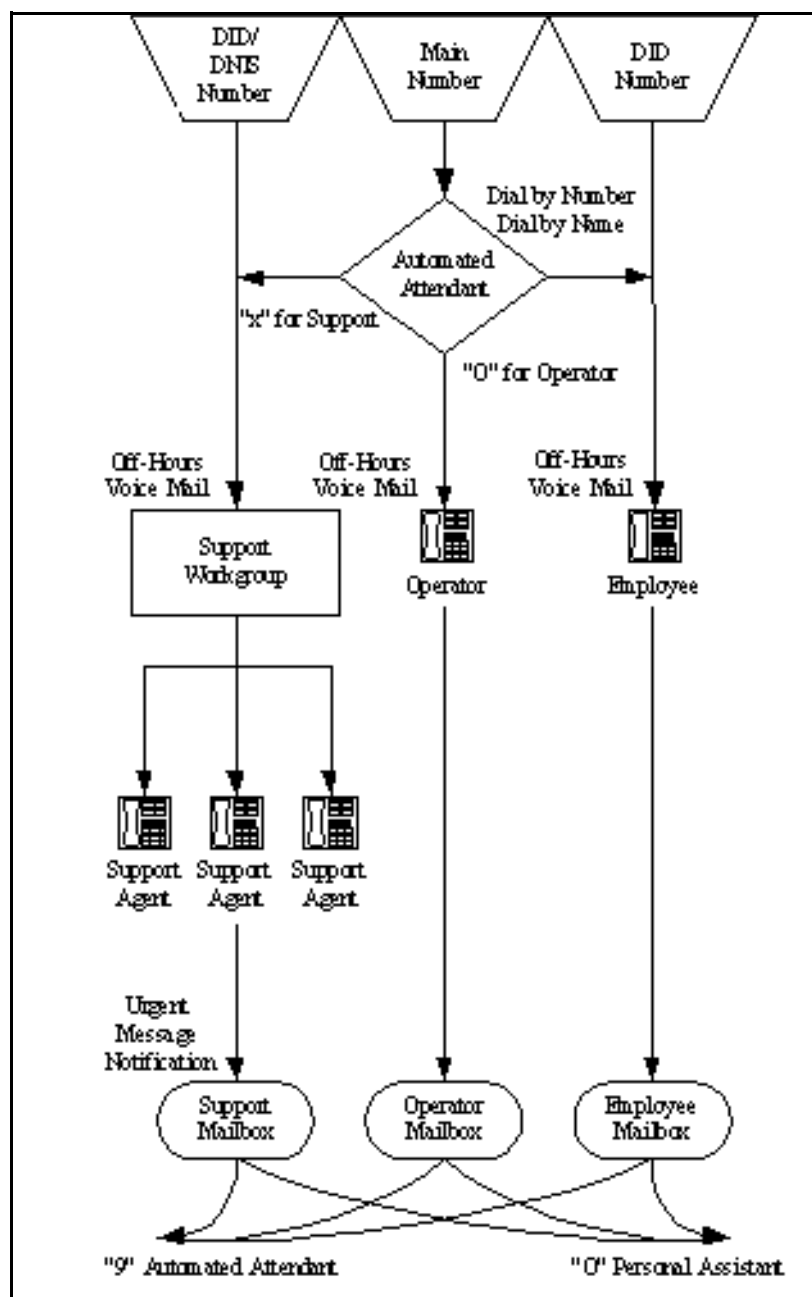 DID/
DNIS
Number
Main
Number
DID
Number
Dial by Number
Dial by Name
Automated
Attendant
"x" for Support
"0" for Operator
Off-Hours
Voice Mail
Off-Hours
Voice Mail
Off-Hours
Voice Mail
Support
Workgroup
Operator
Employee
Support
Agent
Support
Agent
Support
Agent
Urgent
Message
Notification
Support
Mailbox
Operator
Mailbox
Employee
Mailbox
"9" Automated Attendant
"0" Personal Assistant